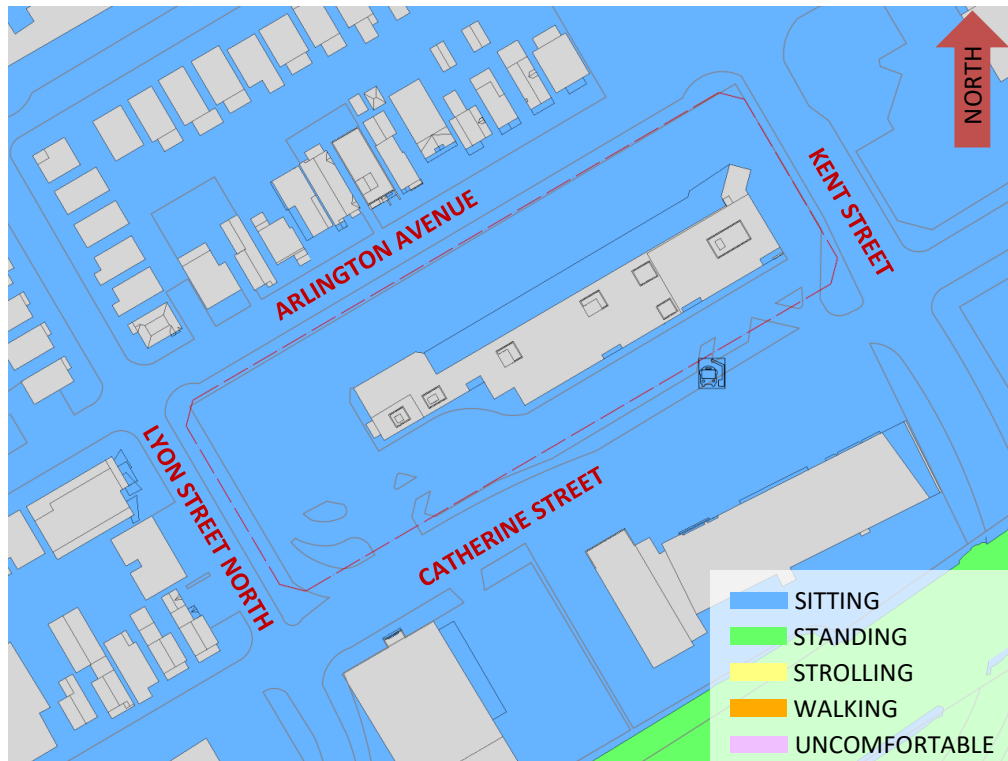 NORTH
KENT STREET
ARLINGTON AVENUE
LYON STREET NORTH
CATHERINE STREET
SITTING
STANDING
STROLLING
WALKING
UNCOMFORTABLE